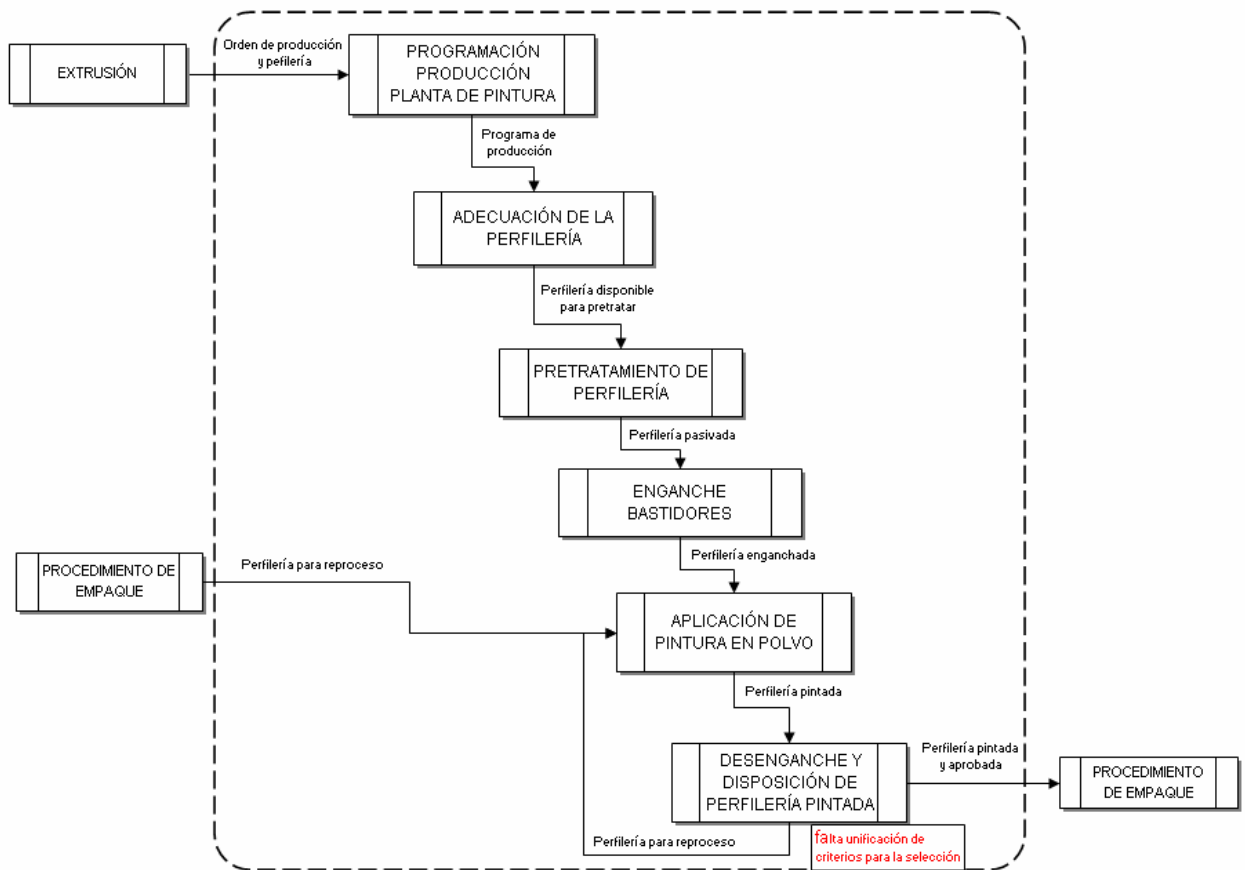 EXTRUSIÓN
Orden de producción
y pefilería
PROGRAMACIÓN
PRODUCCIÓN
PLANTA DE PINTURA
Programa de
producción
ADECUACIÓN DE LA
PERFILERÍA
Perfilería disponible
para pretratar
PRETRATAMIENTO DE
PERFILERÍA
Perfilería pasivada
ENGANCHE
BASTIDORES
Perfilería enganchada
PROCEDIMIENTO DE
EMPAQUE
Perfilería para reproceso
APLICACIÓN DE
PINTURA EN POLVO
Perfilería pintada
DESENGANCHE Y
DISPOSICIÓN DE
PERFILERÍA PINTADA
Perfilería pintada
y aprobada
PROCEDIMIENTO
DE EMPAQUE
Perfilería para reproceso
falta unificación de
criterios para la selección